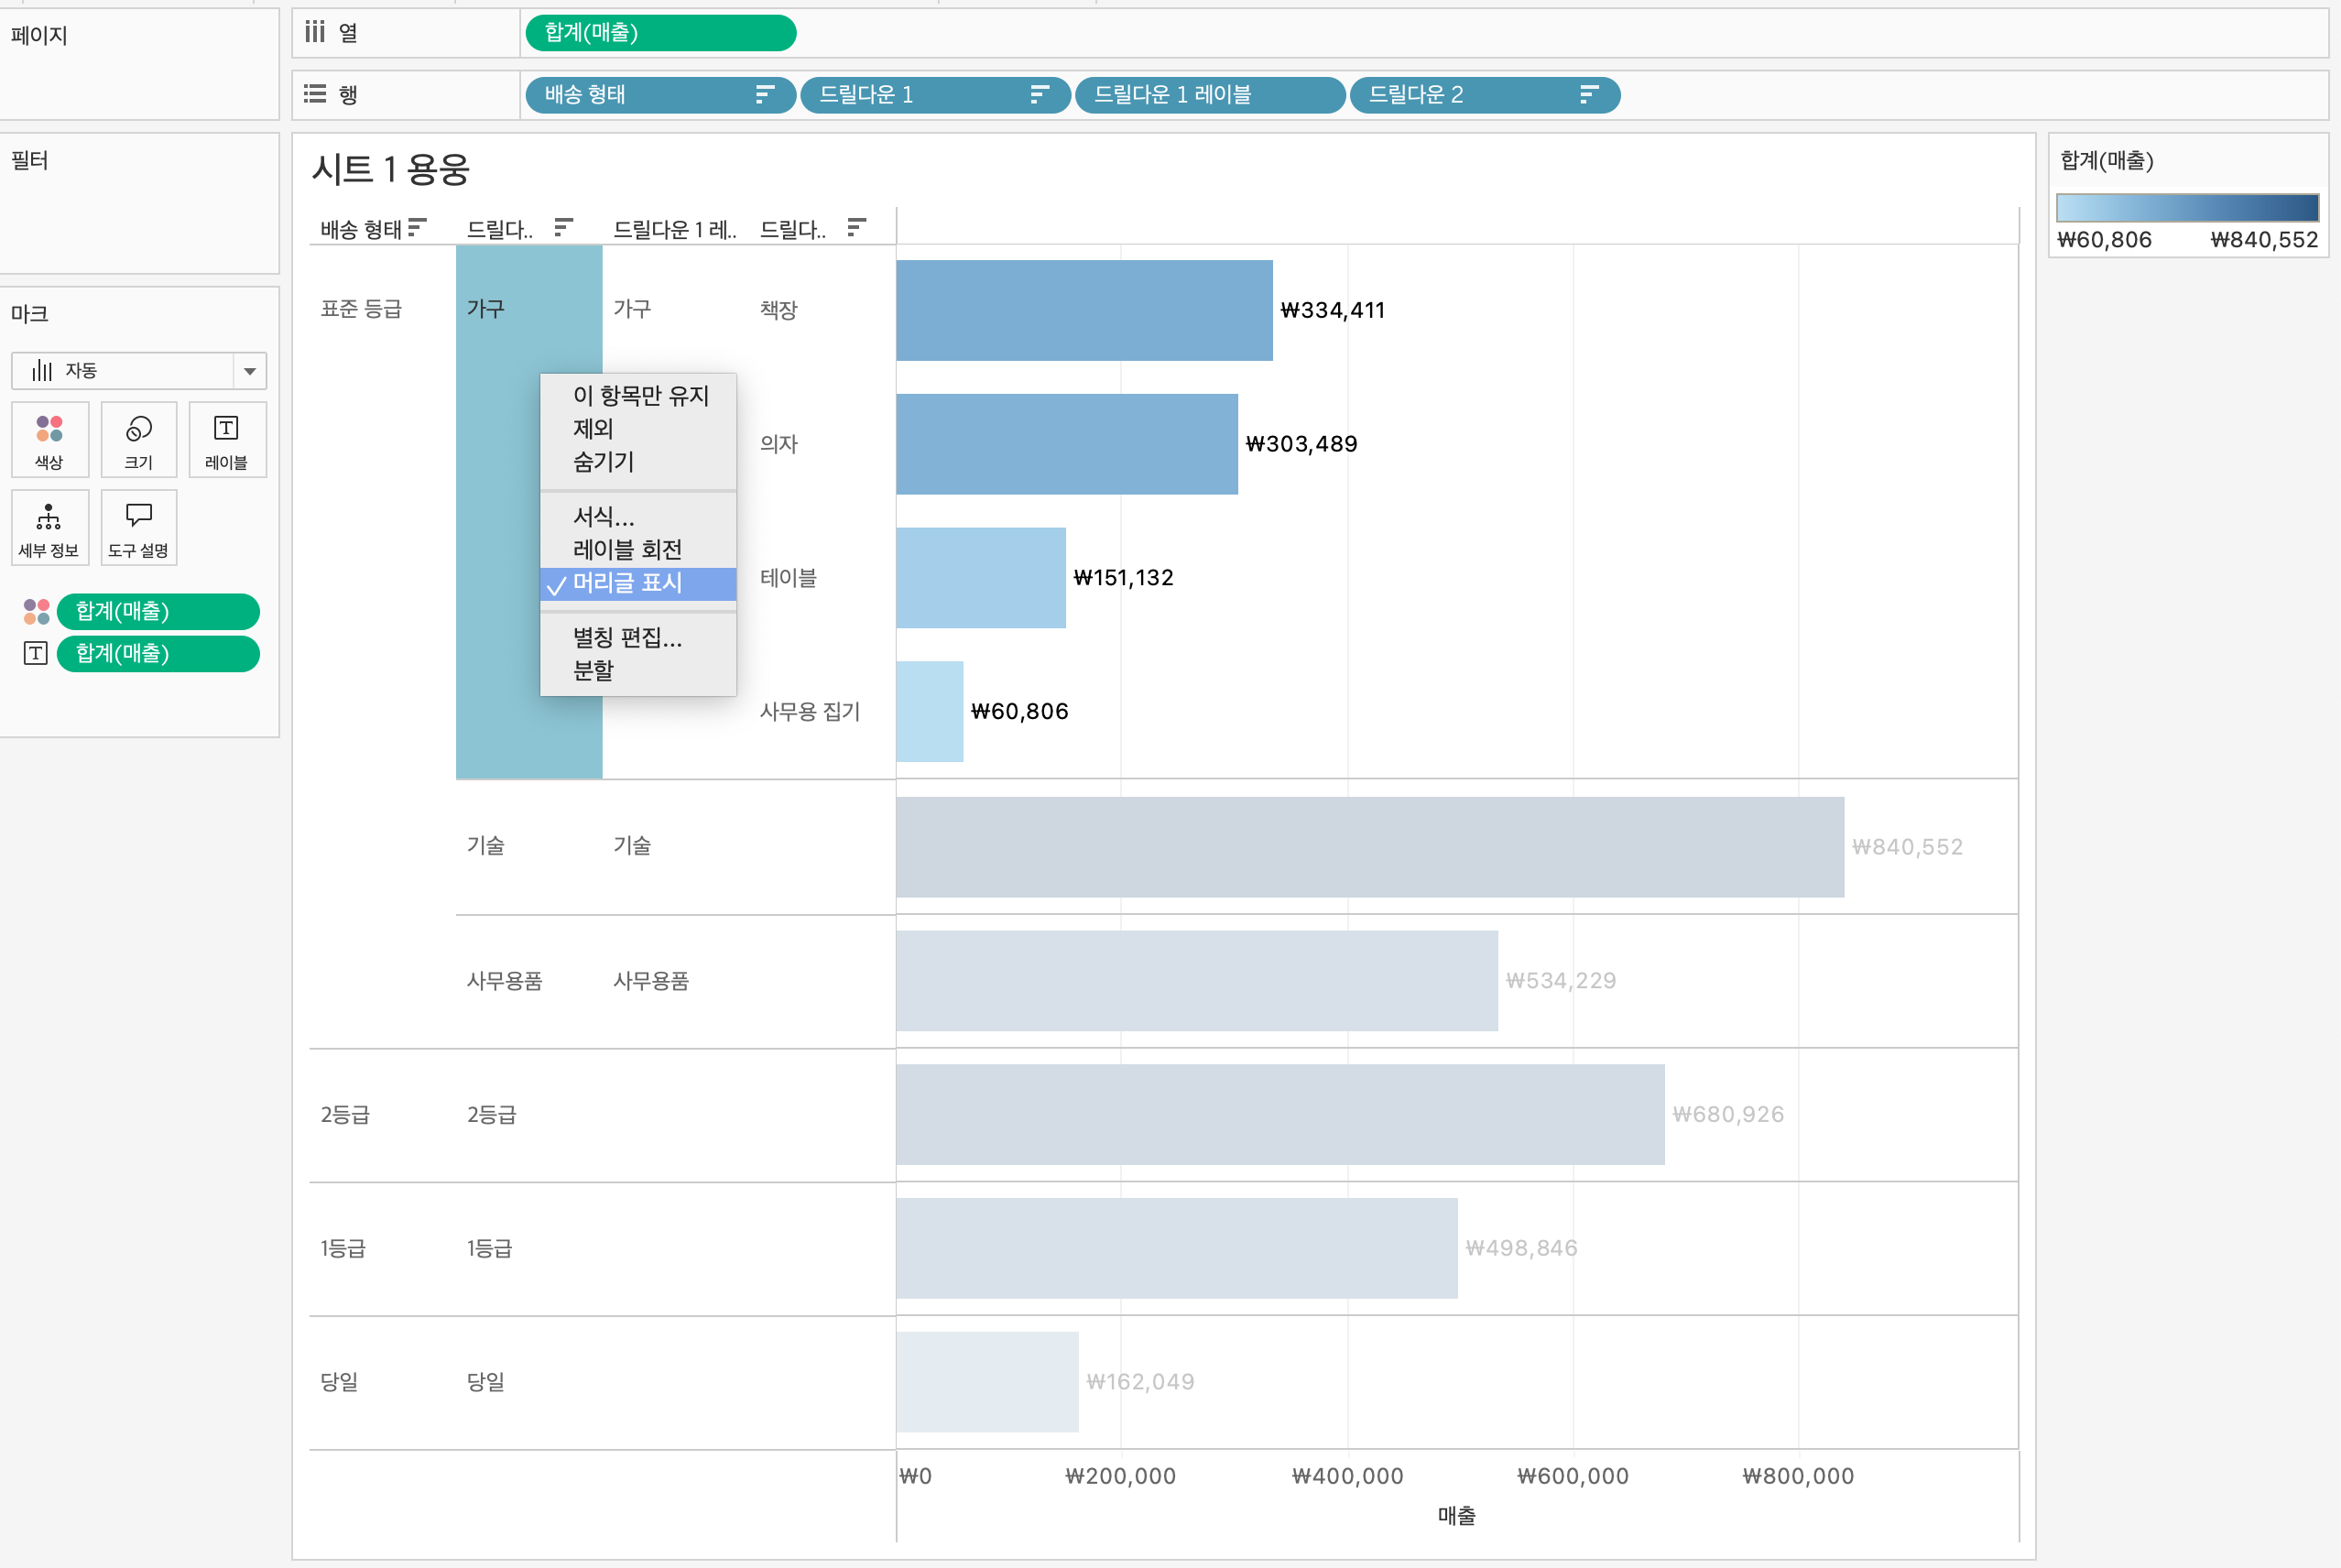 페이지
열
합계(매출)
행
배송 형태
드릴다운 1
드릴다운 1 레이블
드릴다운 2
필터
마크
자동
색상
크기
레이블
세부 정보
도구 설명
합계(매출)
합계(매출)
시트 1 용웅
배송 형태
드릴다..
드릴다운 1 레..
드릴다..
표준 등급
가구
가구
책장
₩334,411
의자
₩303,489
테이블
₩151,132
사무용 집기
₩60,806
이 항목만 유지
제외
숨기기
서식...
레이블 회전
머리글 표시
별칭 편집...
분할
기술
기술
₩840,552
사무용품
사무용품
₩534,229
2등급
2등급
₩680,926
1등급
1등급
₩498,846
당일
당일
₩162,049
₩0
₩200,000
₩400,000
₩600,000
₩800,000
매출
합계(매출)
₩60,806
₩840,552